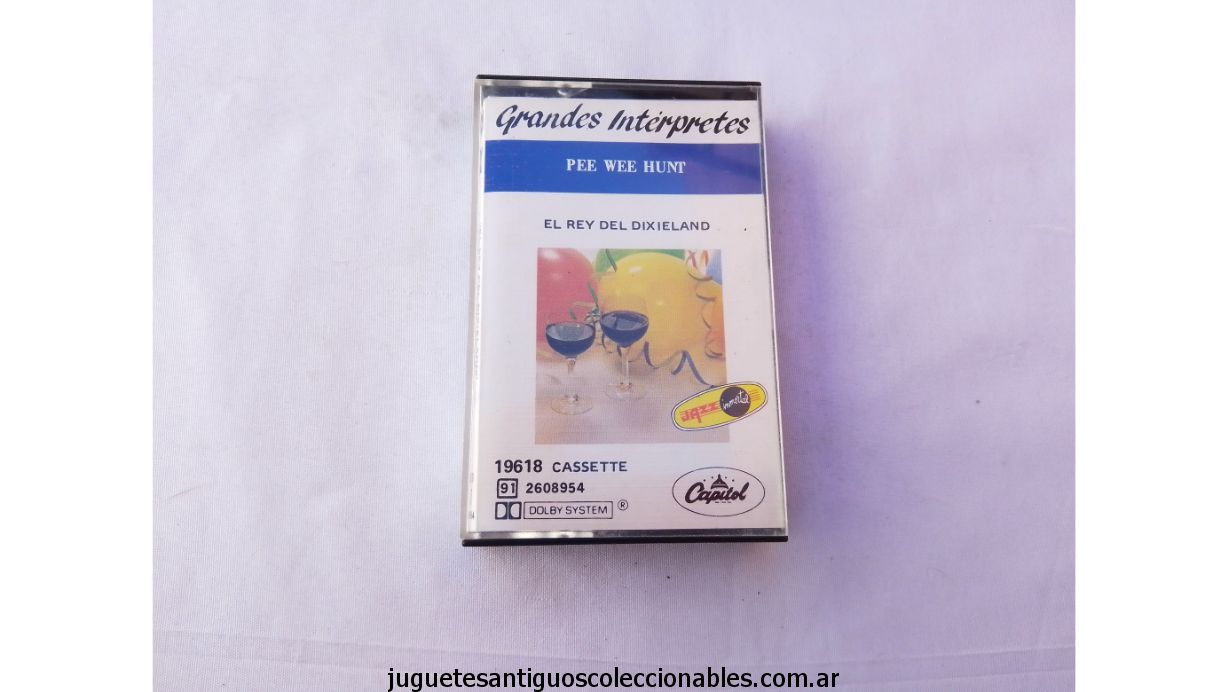 Grandes Intérpretes
PEE WEE HUNT
EL REY DEL DIXIELAND
Jazz inmortal
19618 CASSETTE
91 2608954
DOLBY SYSTEM ®
Capitol
juguetesantiguoscoleccionables.com.ar